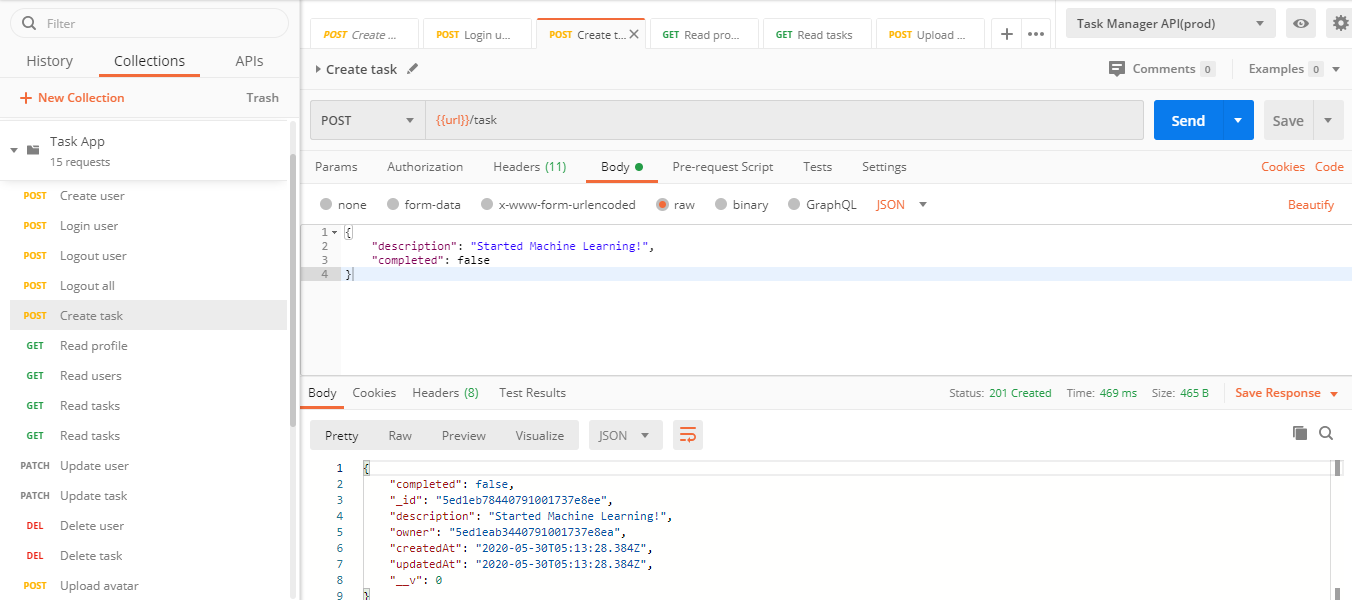 Filter
History Collections APIs
+ New Collection Trash
Task App
15 requests
POST Create user
POST Login user
POST Logout user
POST Logout all
POST Create task
GET Read profile
GET Read users
GET Read tasks
GET Read tasks
PATCH Update user
PATCH Update task
DEL Delete user
DEL Delete task
POST Upload avatar
POST Create ... POST Login u... POST Create t... GET Read pro... GET Read tasks POST Upload ... Task Manager API(prod)
Create task Comments 0 Examples 0
POST {{url}}/task Send Save
Params Authorization Headers (11) Body Pre-request Script Tests Settings Cookies Code
none form-data x-www-form-urlencoded raw binary GraphQL JSON Beautify
1 {
2 "description": "Started Machine Learning!",
3 "completed": false
4 }
Body Cookies Headers (8) Test Results Status: 201 Created Time: 469 ms Size: 465 B Save Response
Pretty Raw Preview Visualize JSON
1 {
2 "completed": false,
3 "_id": "5ed1eb78440791001737e8ee",
4 "description": "Started Machine Learning!",
5 "owner": "5ed1eab3440791001737e8ea",
6 "createdAt": "2020-05-30T05:13:28.384Z",
7 "updatedAt": "2020-05-30T05:13:28.384Z",
8 "__v": 0
9 }